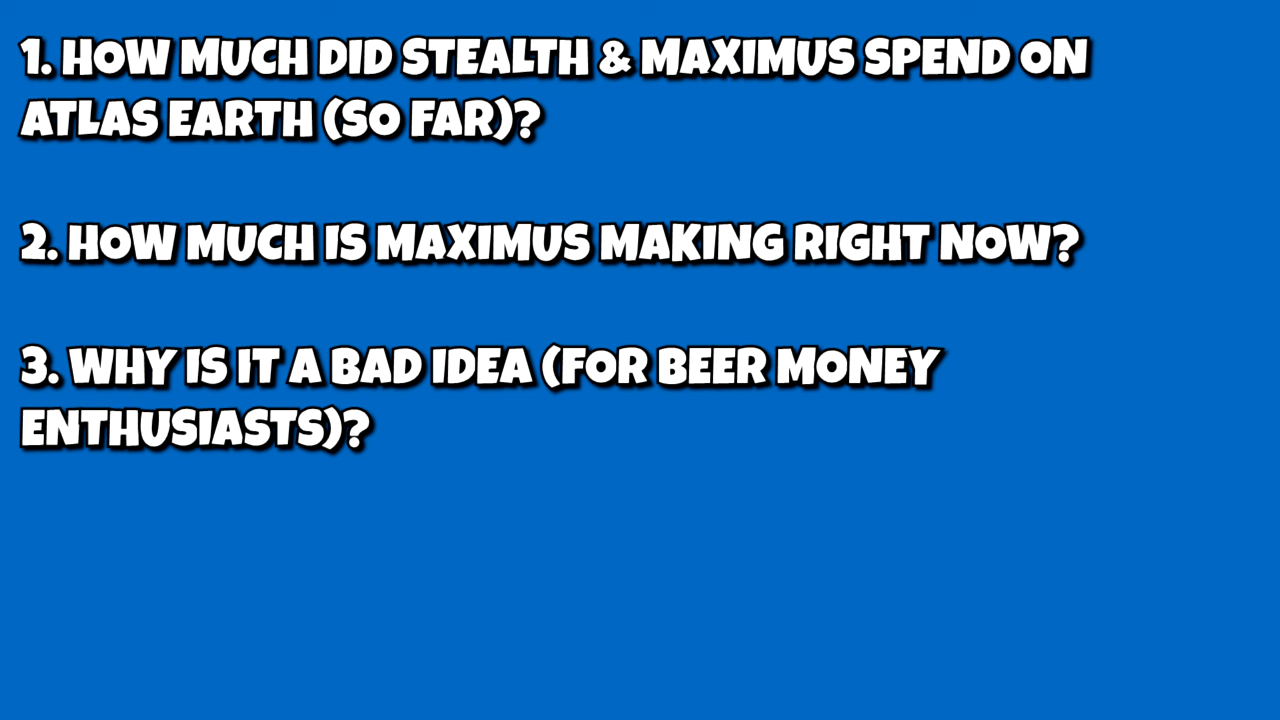 1. HOW MUCH DID STEALTH & MAXIMUS SPEND ON
ATLAS EARTH (SO FAR)?
2. HOW MUCH IS MAXIMUS MAKING RIGHT NOW?
3. WHY IS IT A BAD IDEA (FOR BEER MONEY
ENTHUSIASTS)?